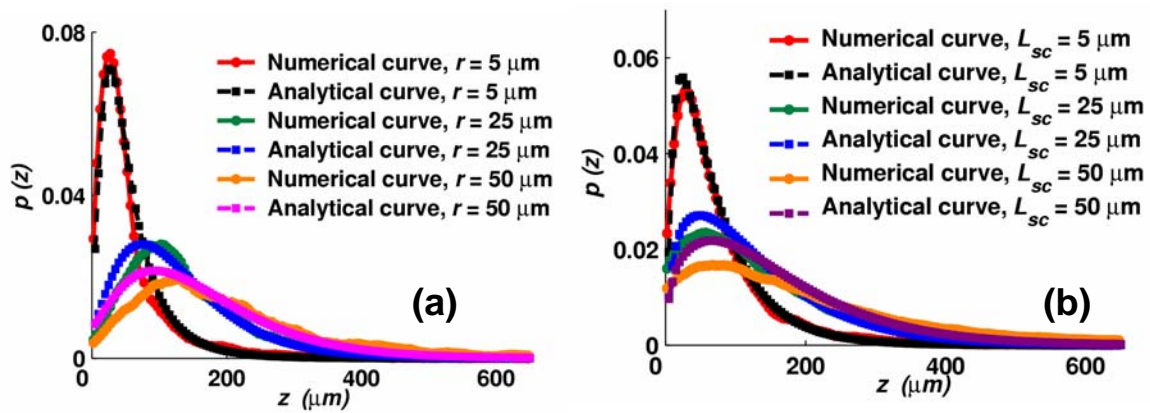 0.08
0.04
0
p (z)
Numerical curve, r = 5 μm
Analytical curve, r = 5 μm
Numerical curve, r = 25 μm
Analytical curve, r = 25 μm
Numerical curve, r = 50 μm
Analytical curve, r = 50 μm
(a)
0 200 400 600
z (μm)
0.06
0.04
0.02
0
p (z)
Numerical curve, Lsc = 5 μm
Analytical curve, Lsc = 5 μm
Numerical curve, Lsc = 25 μm
Analytical curve, Lsc = 25 μm
Numerical curve, Lsc = 50 μm
Analytical curve, Lsc = 50 μm
(b)
0 200 400 600
z (μm)